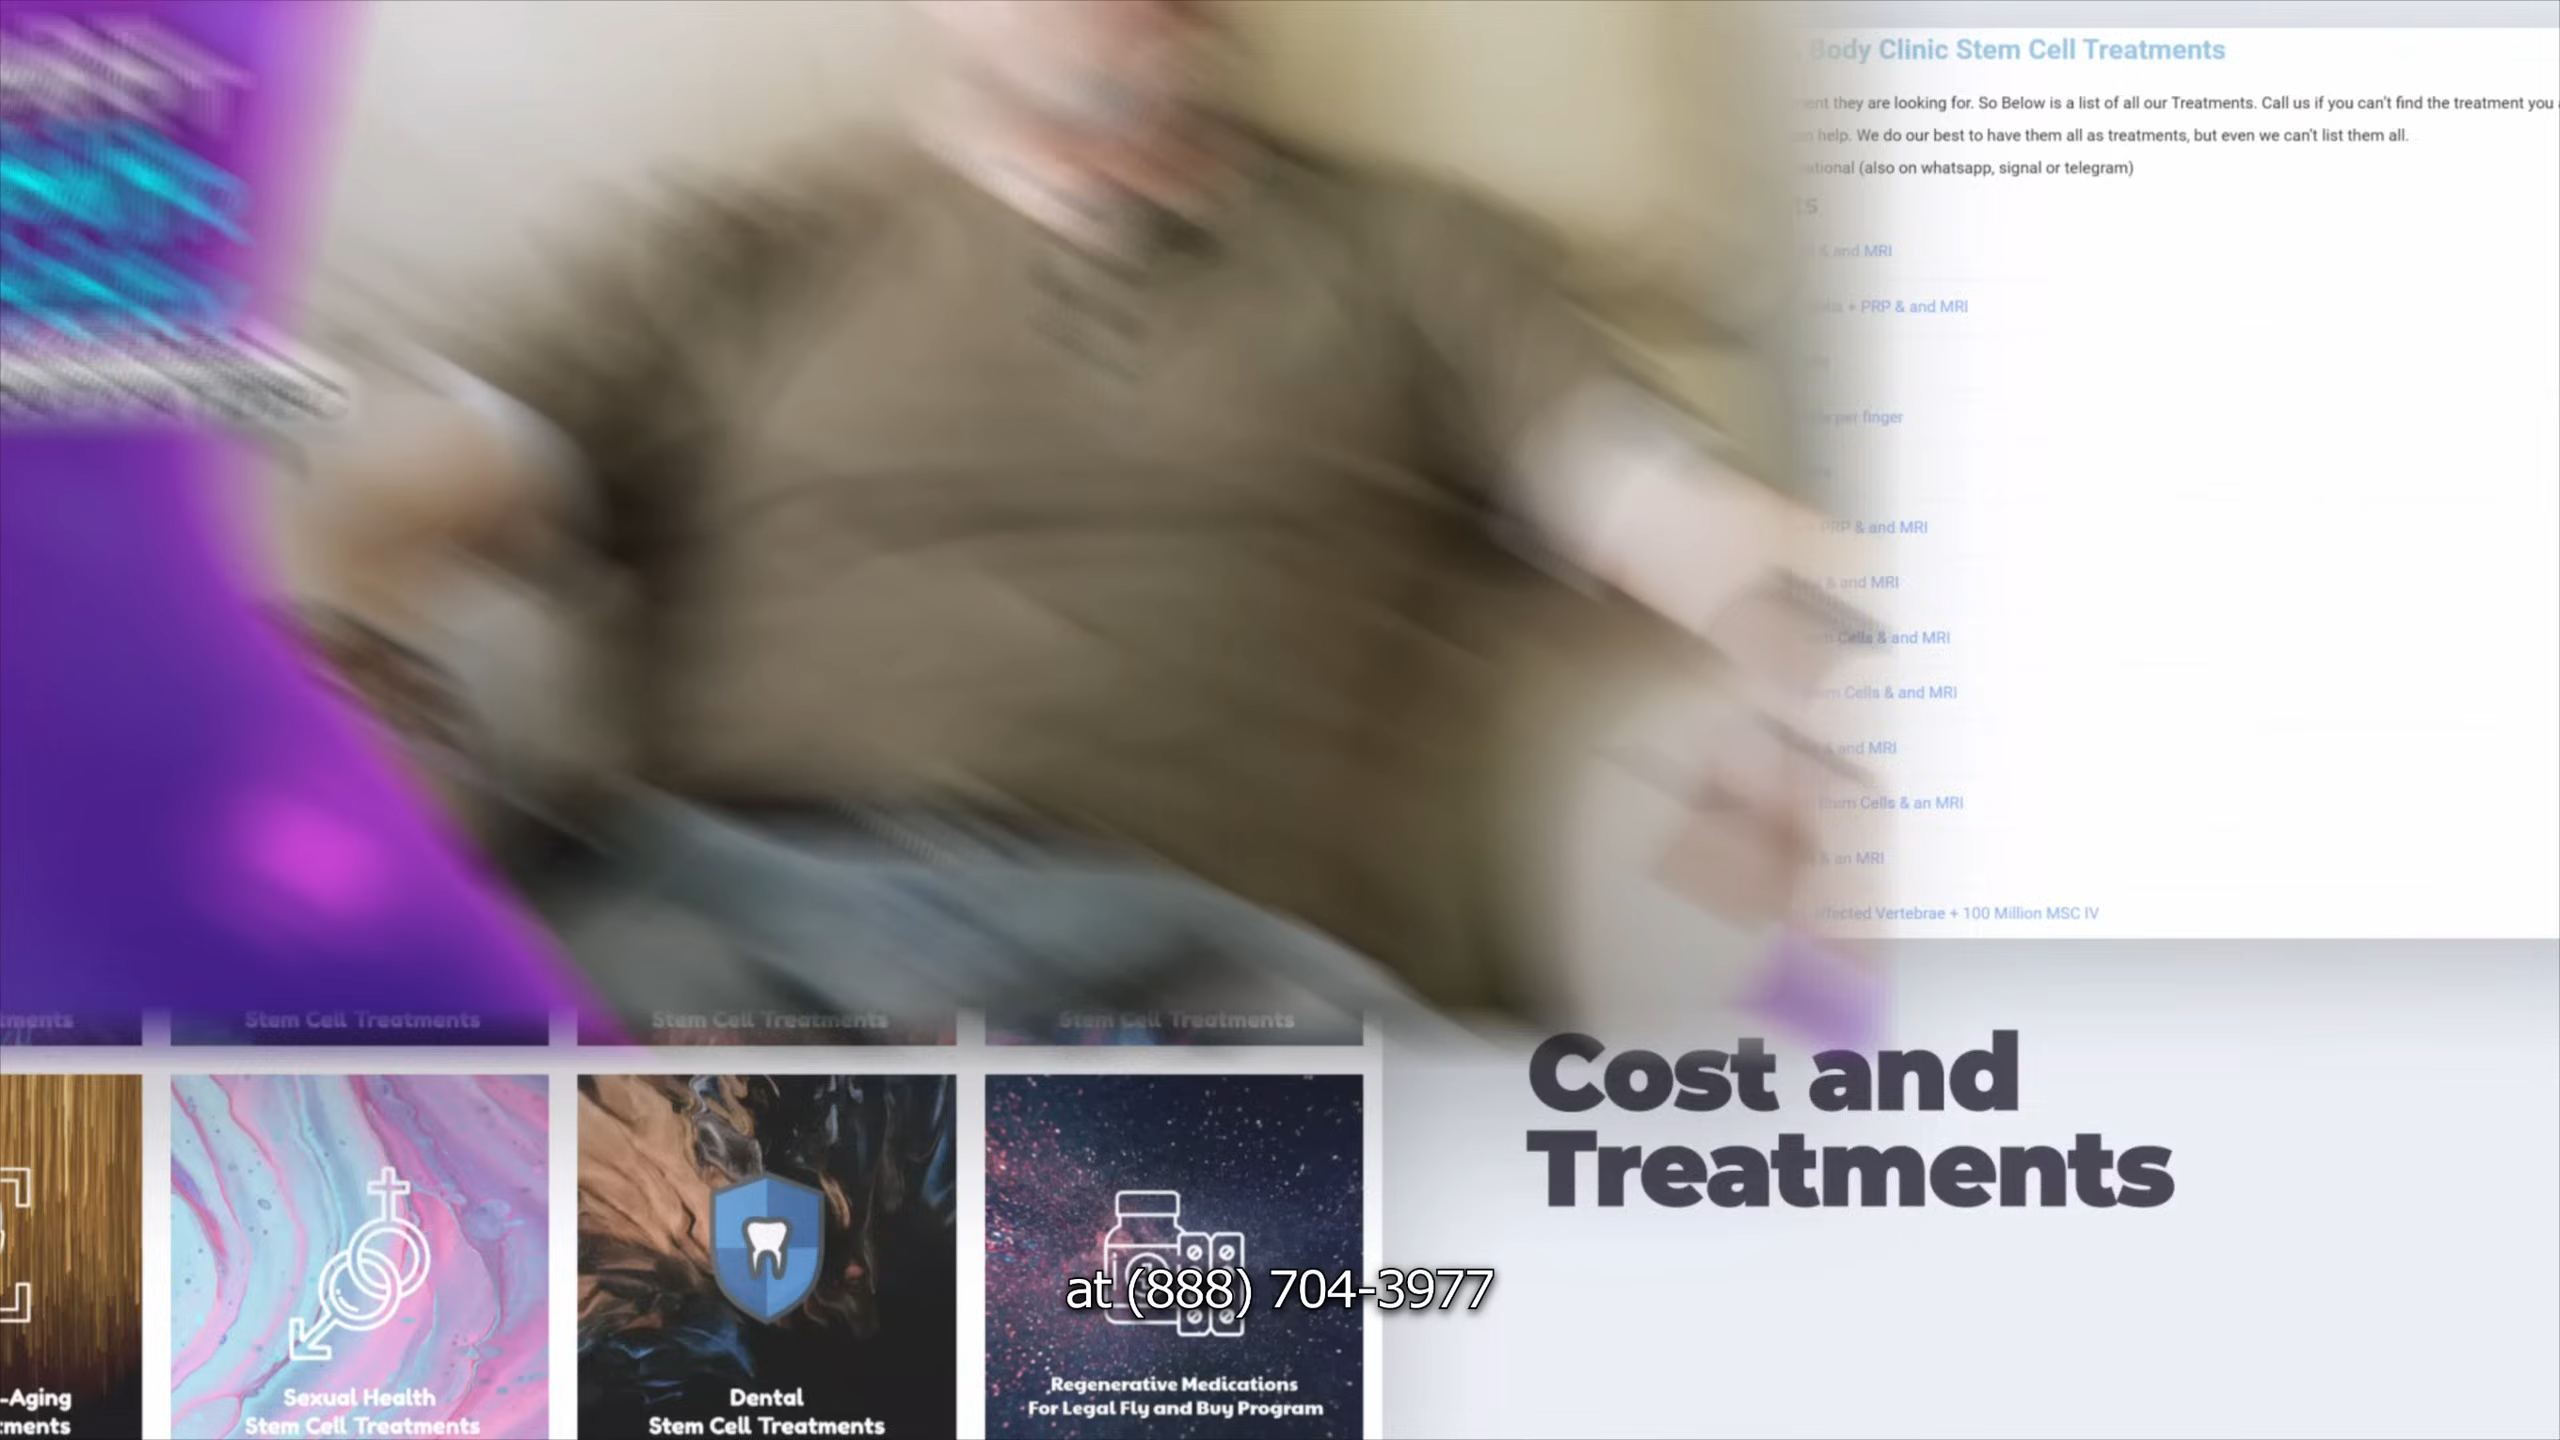 Body Clinic Stem Cell Treatments
they are looking for. So Below is a list of all our Treatments. Call us if you can't find the treatment you
help. We do our best to have them all as treatments, but even we can't list them all.
(also on whatsapp, signal or telegram)
& and MRI
+ PRP & and MRI
per finger
PRP & and MRI
& and MRI
Cells & and MRI
Cells & and MRI
and MRI
Stem Cells & an MRI
& an MRI
Vertebrae + 100 Million MSC IV
Stem Cell Treatments
Stem Cell Treatments
Stem Cell Treatments
Cost and
Treatments
at (888) 704-3977
-Aging
Sexual Health
Stem Cell Treatments
Dental
Stem Cell Treatments
Regenerative Medications
For Legal Fly and Buy Program